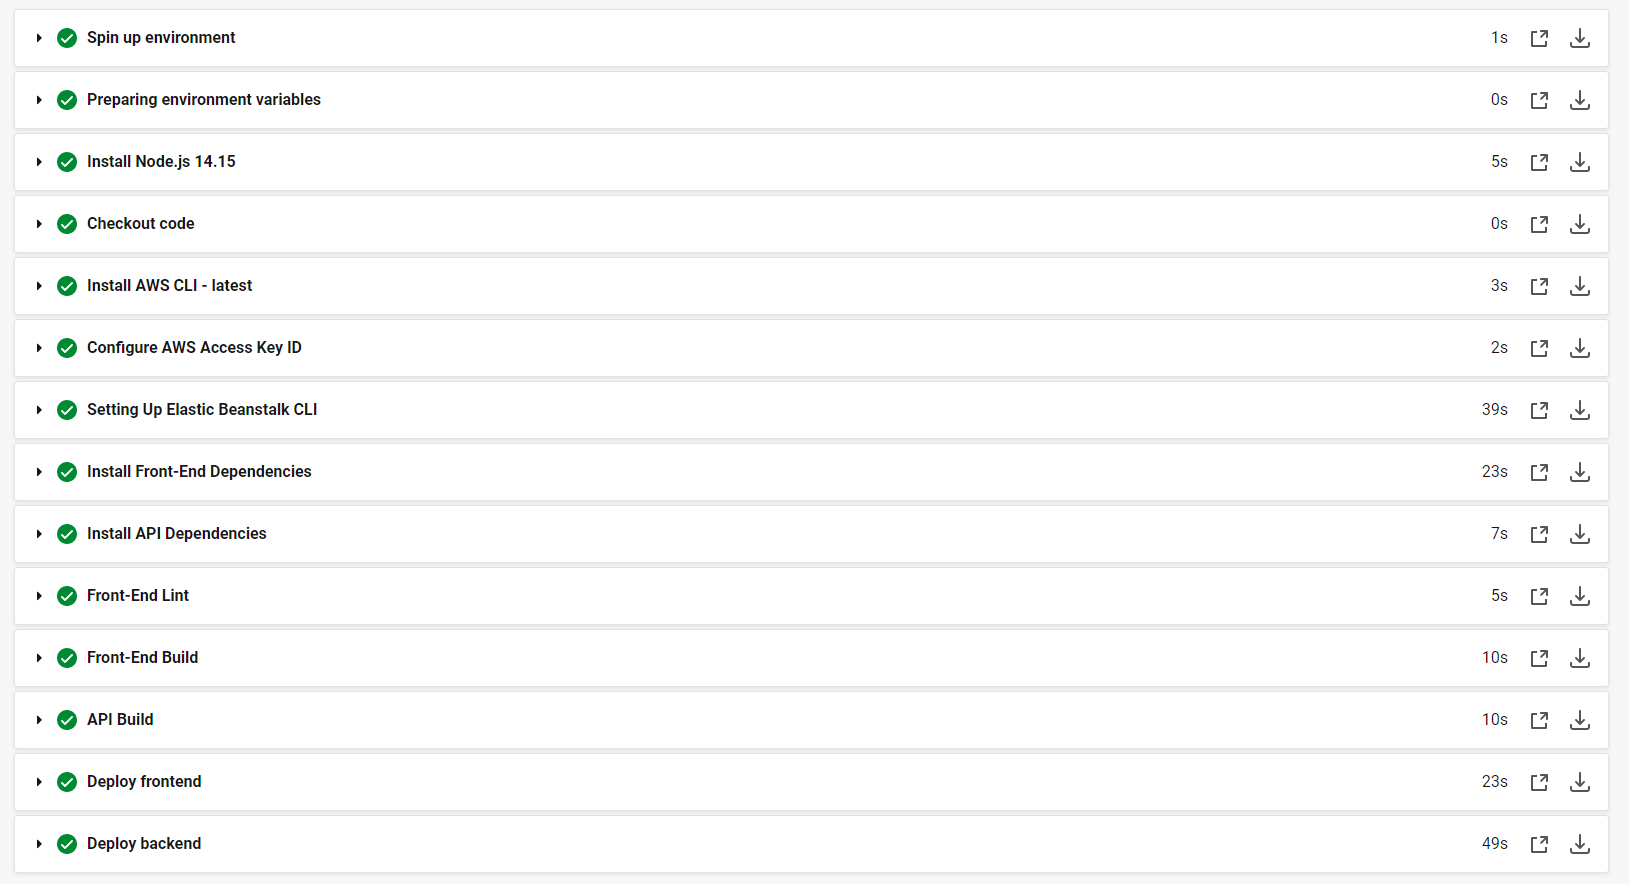 Spin up environment 1s
Preparing environment variables 0s
Install Node.js 14.15 5s
Checkout code 0s
Install AWS CLI - latest 3s
Configure AWS Access Key ID 2s
Setting Up Elastic Beanstalk CLI 39s
Install Front-End Dependencies 23s
Install API Dependencies 7s
Front-End Lint 5s
Front-End Build 10s
API Build 10s
Deploy frontend 23s
Deploy backend 49s